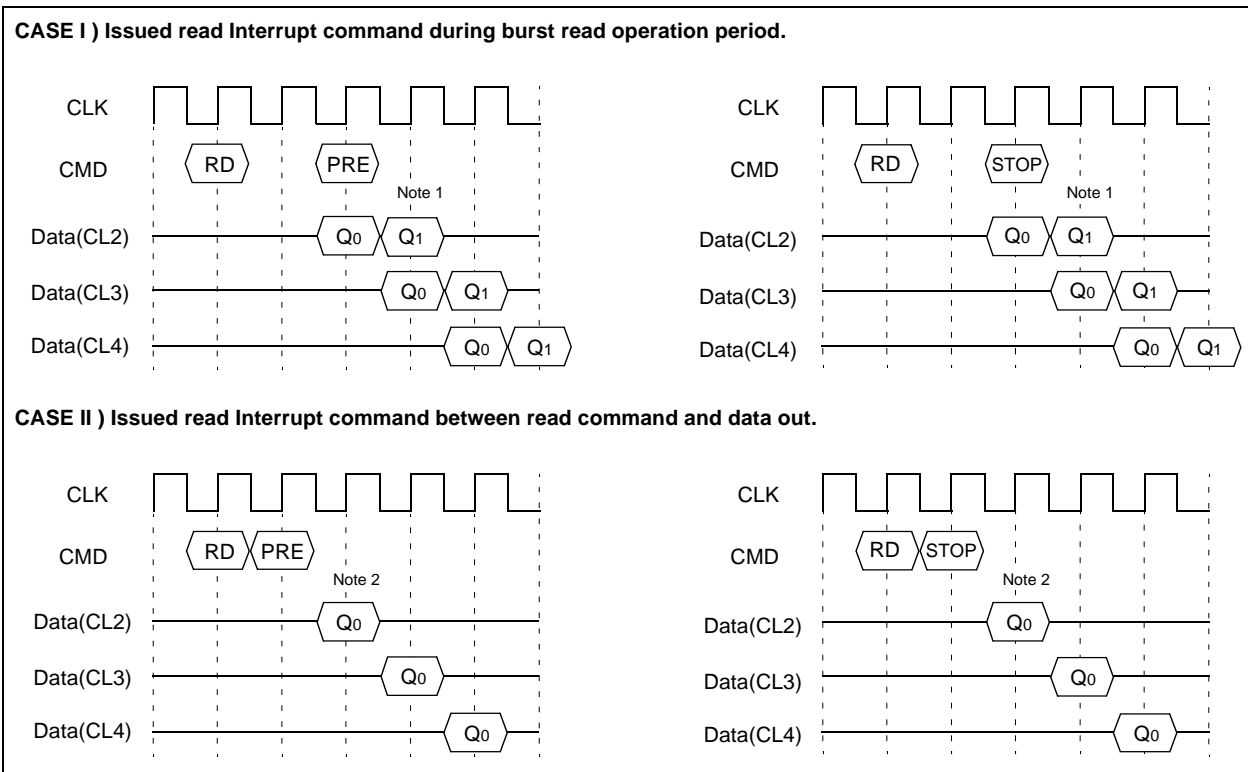 CASE I ) Issued read Interrupt command during burst read operation period.
CLK
CMD
RD
PRE
Note 1
Data(CL2)
Q0
Q1
Data(CL3)
Q0
Q1
Data(CL4)
Q0
Q1
CLK
CMD
RD
STOP
Note 1
Data(CL2)
Q0
Q1
Data(CL3)
Q0
Q1
Data(CL4)
Q0
Q1
CASE II ) Issued read Interrupt command between read command and data out.
CLK
CMD
RD
PRE
Note 2
Data(CL2)
Q0
Data(CL3)
Q0
Data(CL4)
Q0
CLK
CMD
RD
STOP
Note 2
Data(CL2)
Q0
Data(CL3)
Q0
Data(CL4)
Q0